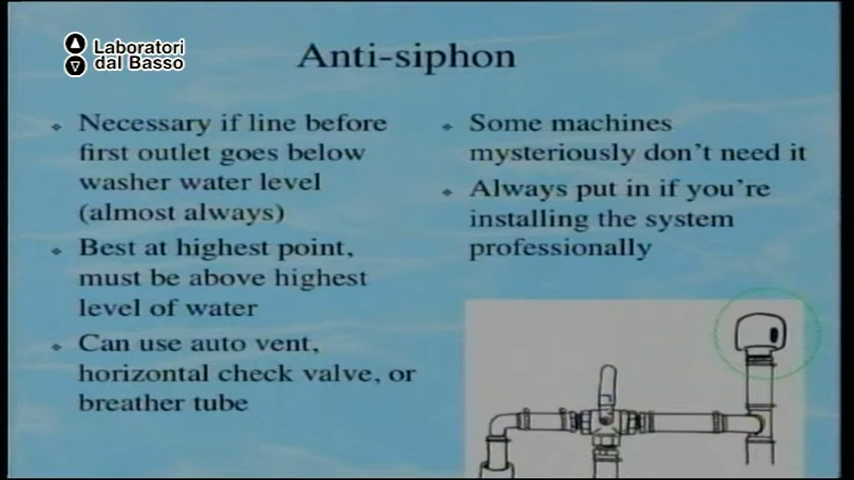 Laboratori
dal Basso
Anti-siphon
Necessary if line before
first outlet goes below
washer water level
(almost always)
Best at highest point,
must be above highest
level of water
Can use auto vent,
horizontal check valve, or
breather tube
Some machines
mysteriously don't need it
Always put in if you're
installing the system
professionally